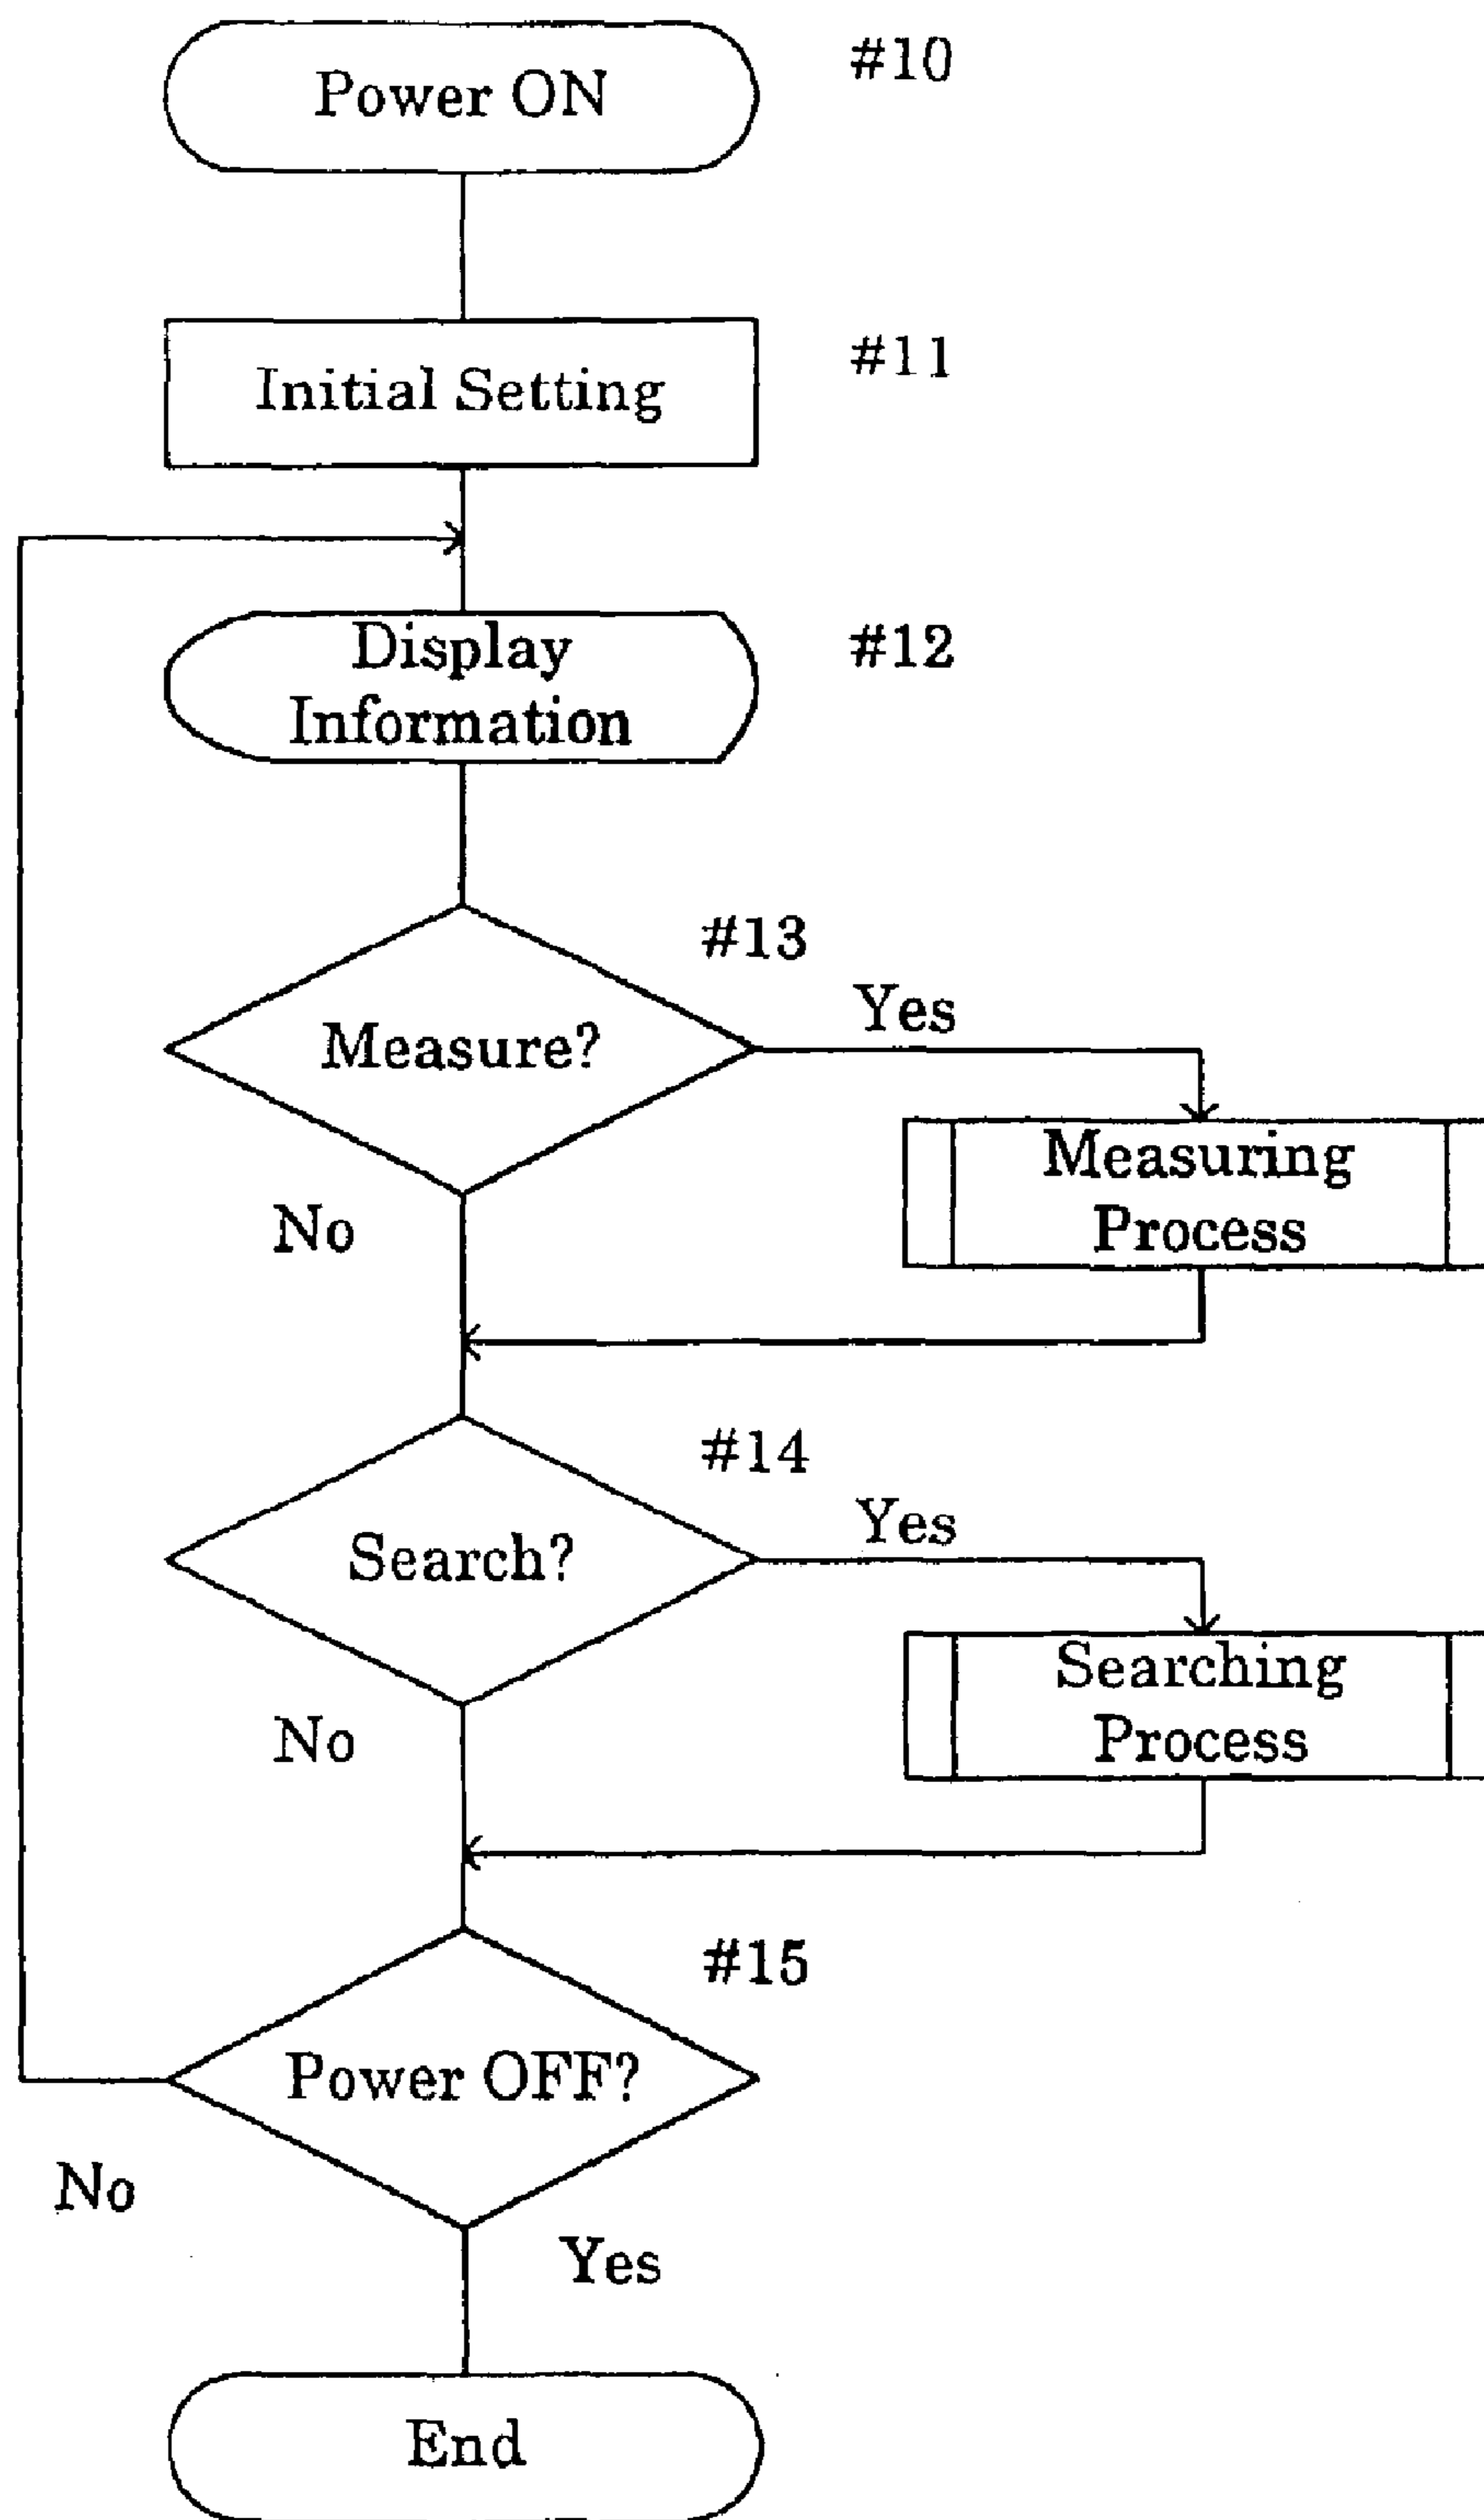 Power ON
#10
Initial Setting
#11
Display
Information
#12
#13
Measure?
Yes
Measuring
Process
No
#14
Search?
Yes
Searching
Process
No
#15
Power OFF?
No
Yes
End